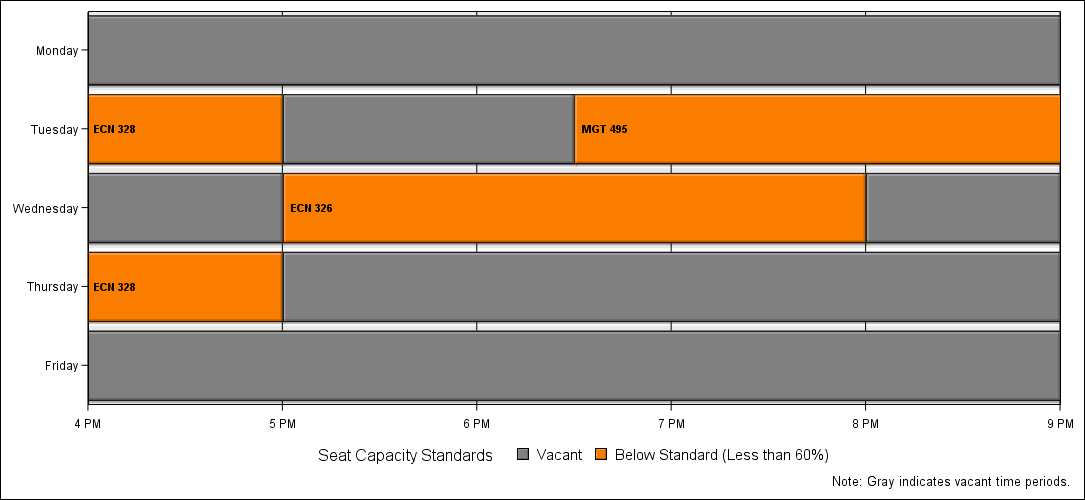 Monday
Tuesday
ECN 328
MGT 495
Wednesday
ECN 326
Thursday
ECN 328
Friday
4 PM 5 PM 6 PM 7 PM 8 PM 9 PM
Seat Capacity Standards Vacant Below Standard (Less than 60%)
Note: Gray indicates vacant time periods.